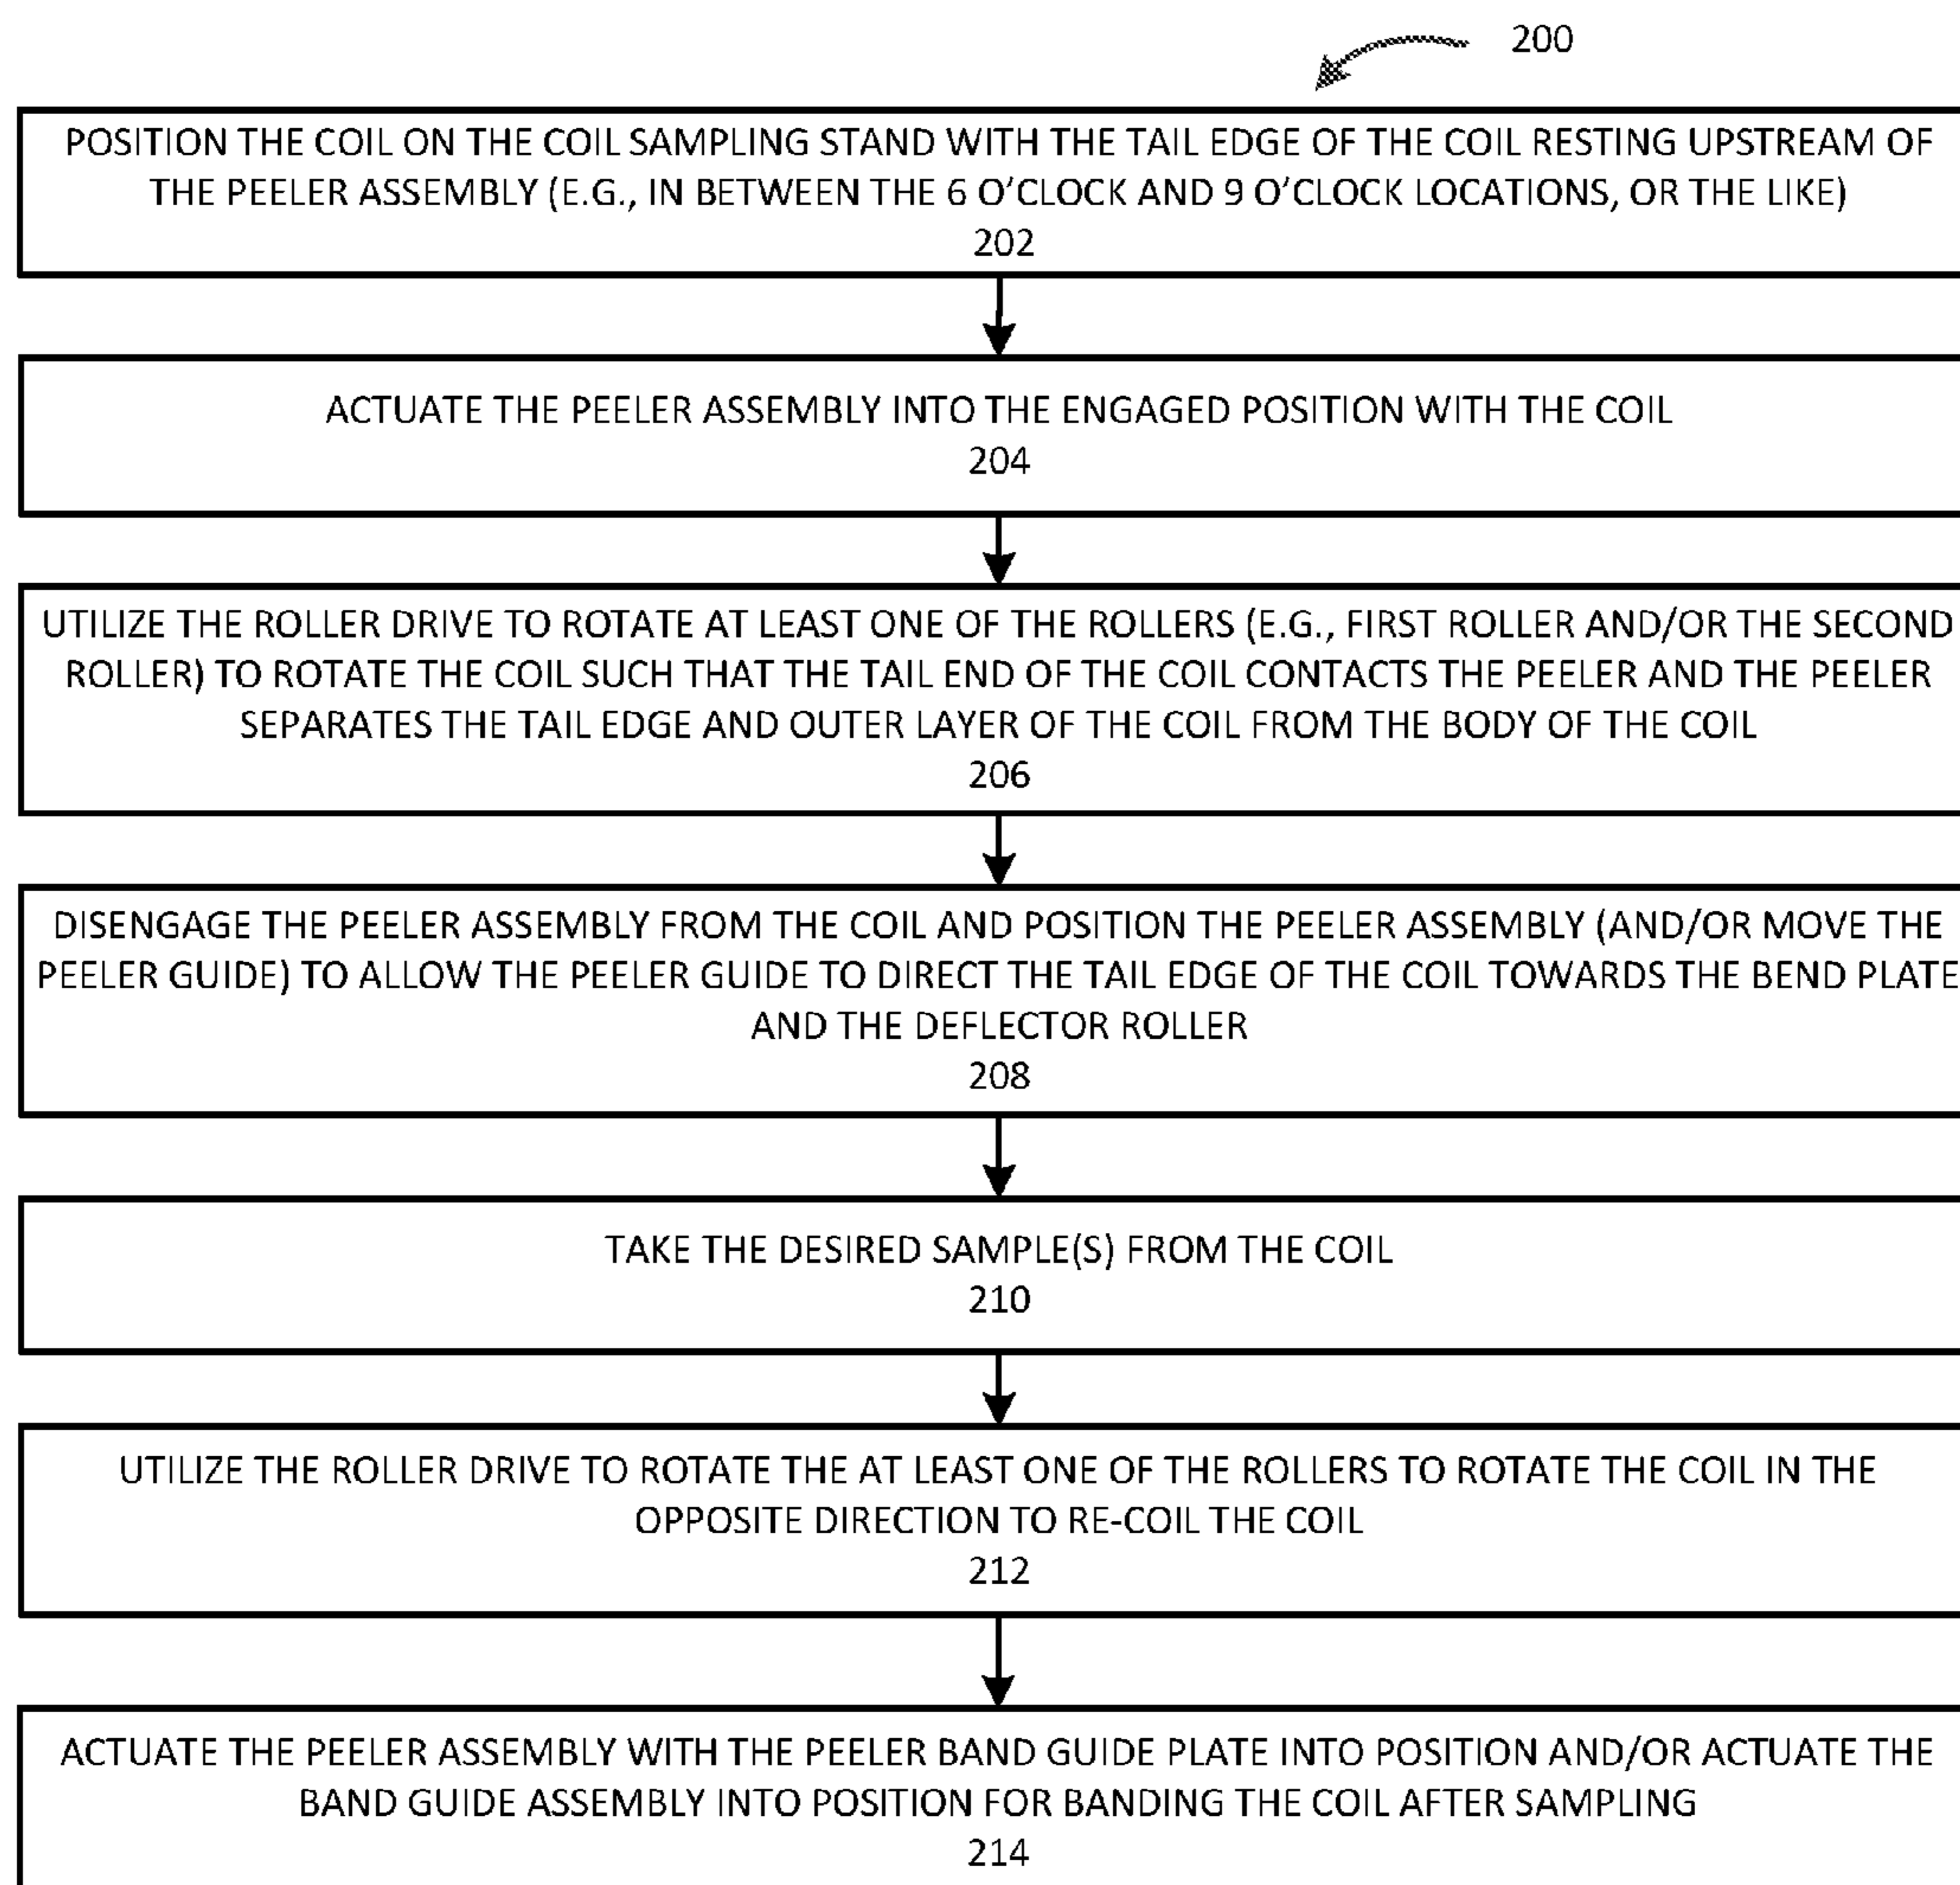 200
POSITION THE COIL ON THE COIL SAMPLING STAND WITH THE TAIL EDGE OF THE COIL RESTING UPSTREAM OF
THE PEELER ASSEMBLY (E.G., IN BETWEEN THE 6 O'CLOCK AND 9 O'CLOCK LOCATIONS, OR THE LIKE)
202
ACTUATE THE PEELER ASSEMBLY INTO THE ENGAGED POSITION WITH THE COIL
204
UTILIZE THE ROLLER DRIVE TO ROTATE AT LEAST ONE OF THE ROLLERS (E.G., FIRST ROLLER AND/OR THE SECOND
ROLLER) TO ROTATE THE COIL SUCH THAT THE TAIL END OF THE COIL CONTACTS THE PEELER AND THE PEELER
SEPARATES THE TAIL EDGE AND OUTER LAYER OF THE COIL FROM THE BODY OF THE COIL
206
DISENGAGE THE PEELER ASSEMBLY FROM THE COIL AND POSITION THE PEELER ASSEMBLY (AND/OR MOVE THE
PEELER GUIDE) TO ALLOW THE PEELER GUIDE TO DIRECT THE TAIL EDGE OF THE COIL TOWARDS THE BEND PLATE
AND THE DEFLECTOR ROLLER
208
TAKE THE DESIRED SAMPLE(S) FROM THE COIL
210
UTILIZE THE ROLLER DRIVE TO ROTATE THE AT LEAST ONE OF THE ROLLERS TO ROTATE THE COIL IN THE
OPPOSITE DIRECTION TO RE-COIL THE COIL
212
ACTUATE THE PEELER ASSEMBLY WITH THE PEELER BAND GUIDE PLATE INTO POSITION AND/OR ACTUATE THE
BAND GUIDE ASSEMBLY INTO POSITION FOR BANDING THE COIL AFTER SAMPLING
214